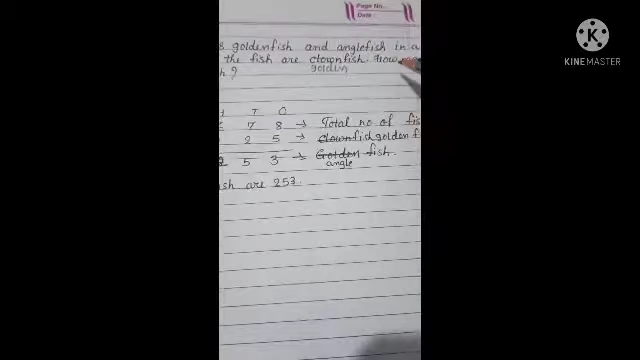 Page No.
Date
8 goldenfish and anglefish in a
the fish are clownfish. How
golden
h ?
T O
7 8 → Total no of fis
2 5 → Clownfish golden f
2 5 3 → Golden fish.
angle
ish are 253.
K
KINEMASTER